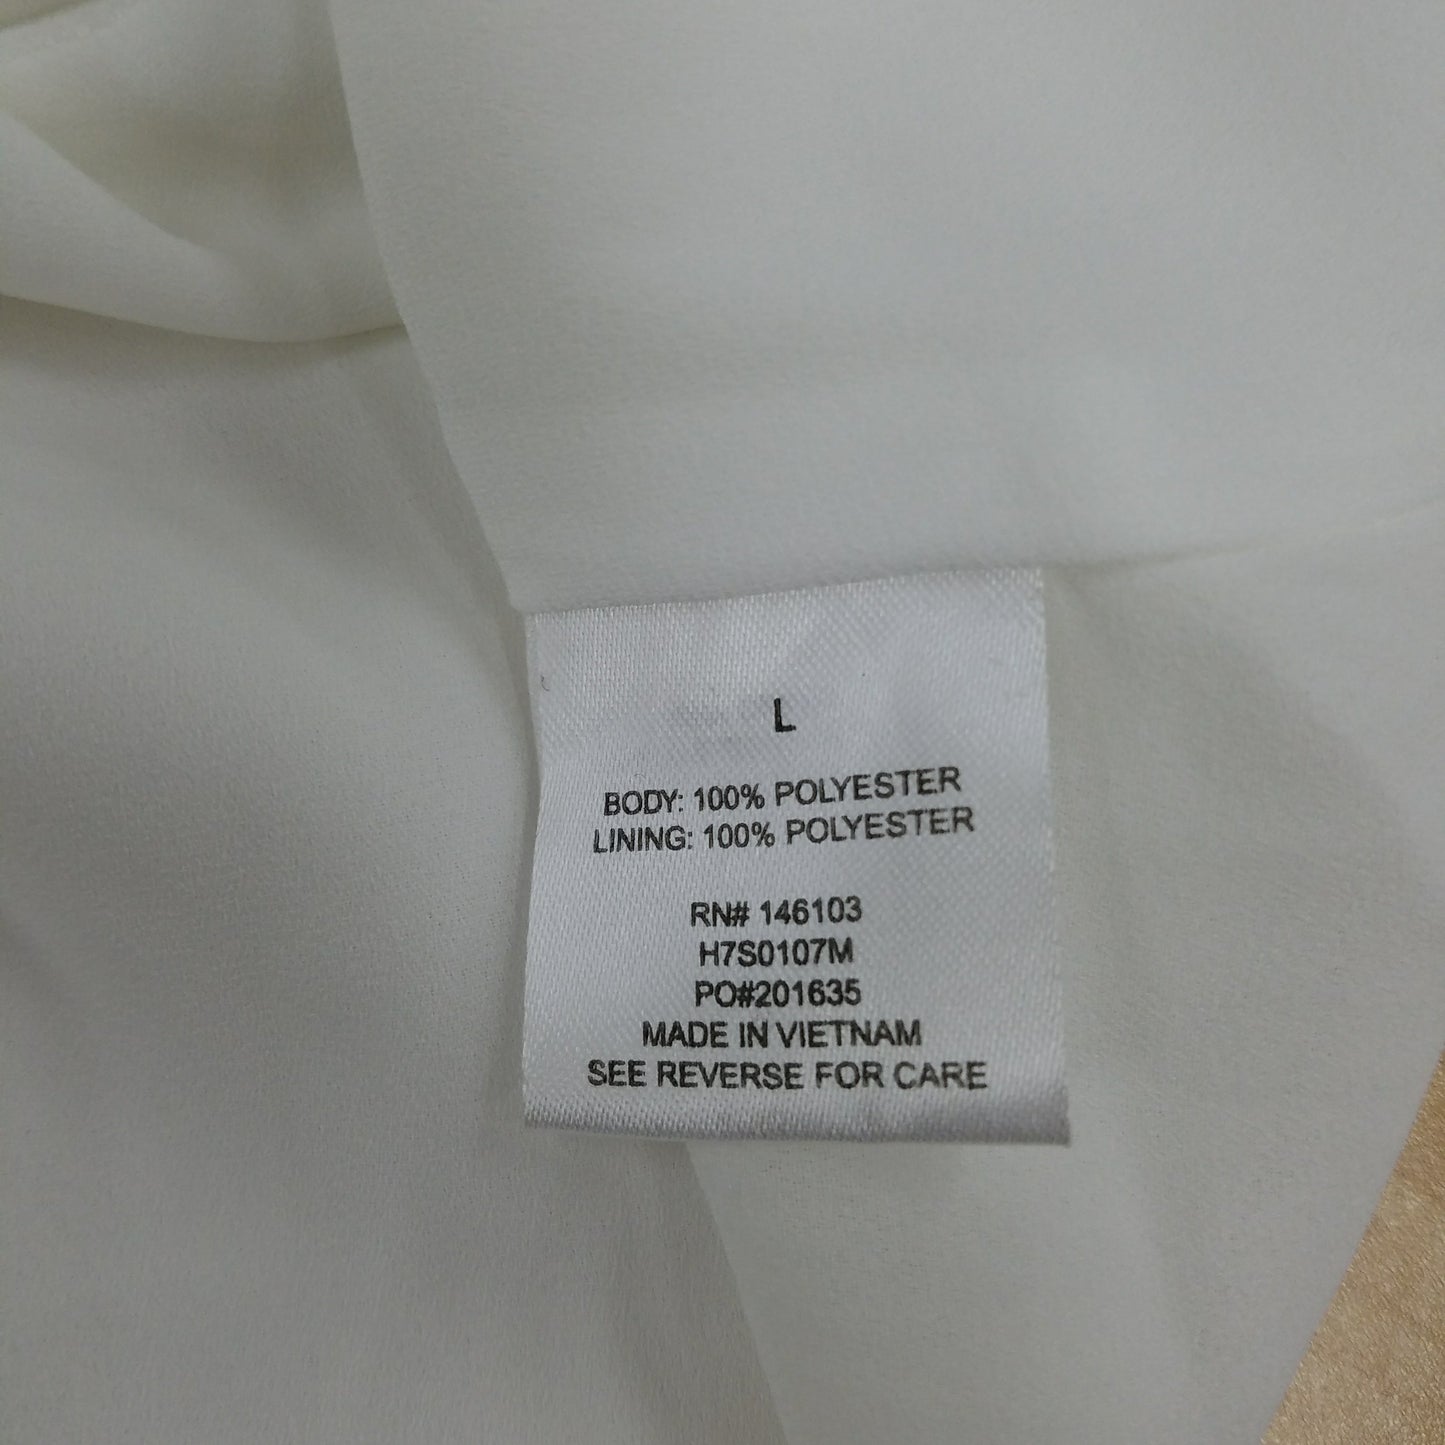 L
BODY: 100% POLYESTER
LINING: 100% POLYESTER
RN# 146103
H7S0107M
PO#201635
MADE IN VIETNAM
SEE REVERSE FOR CARE